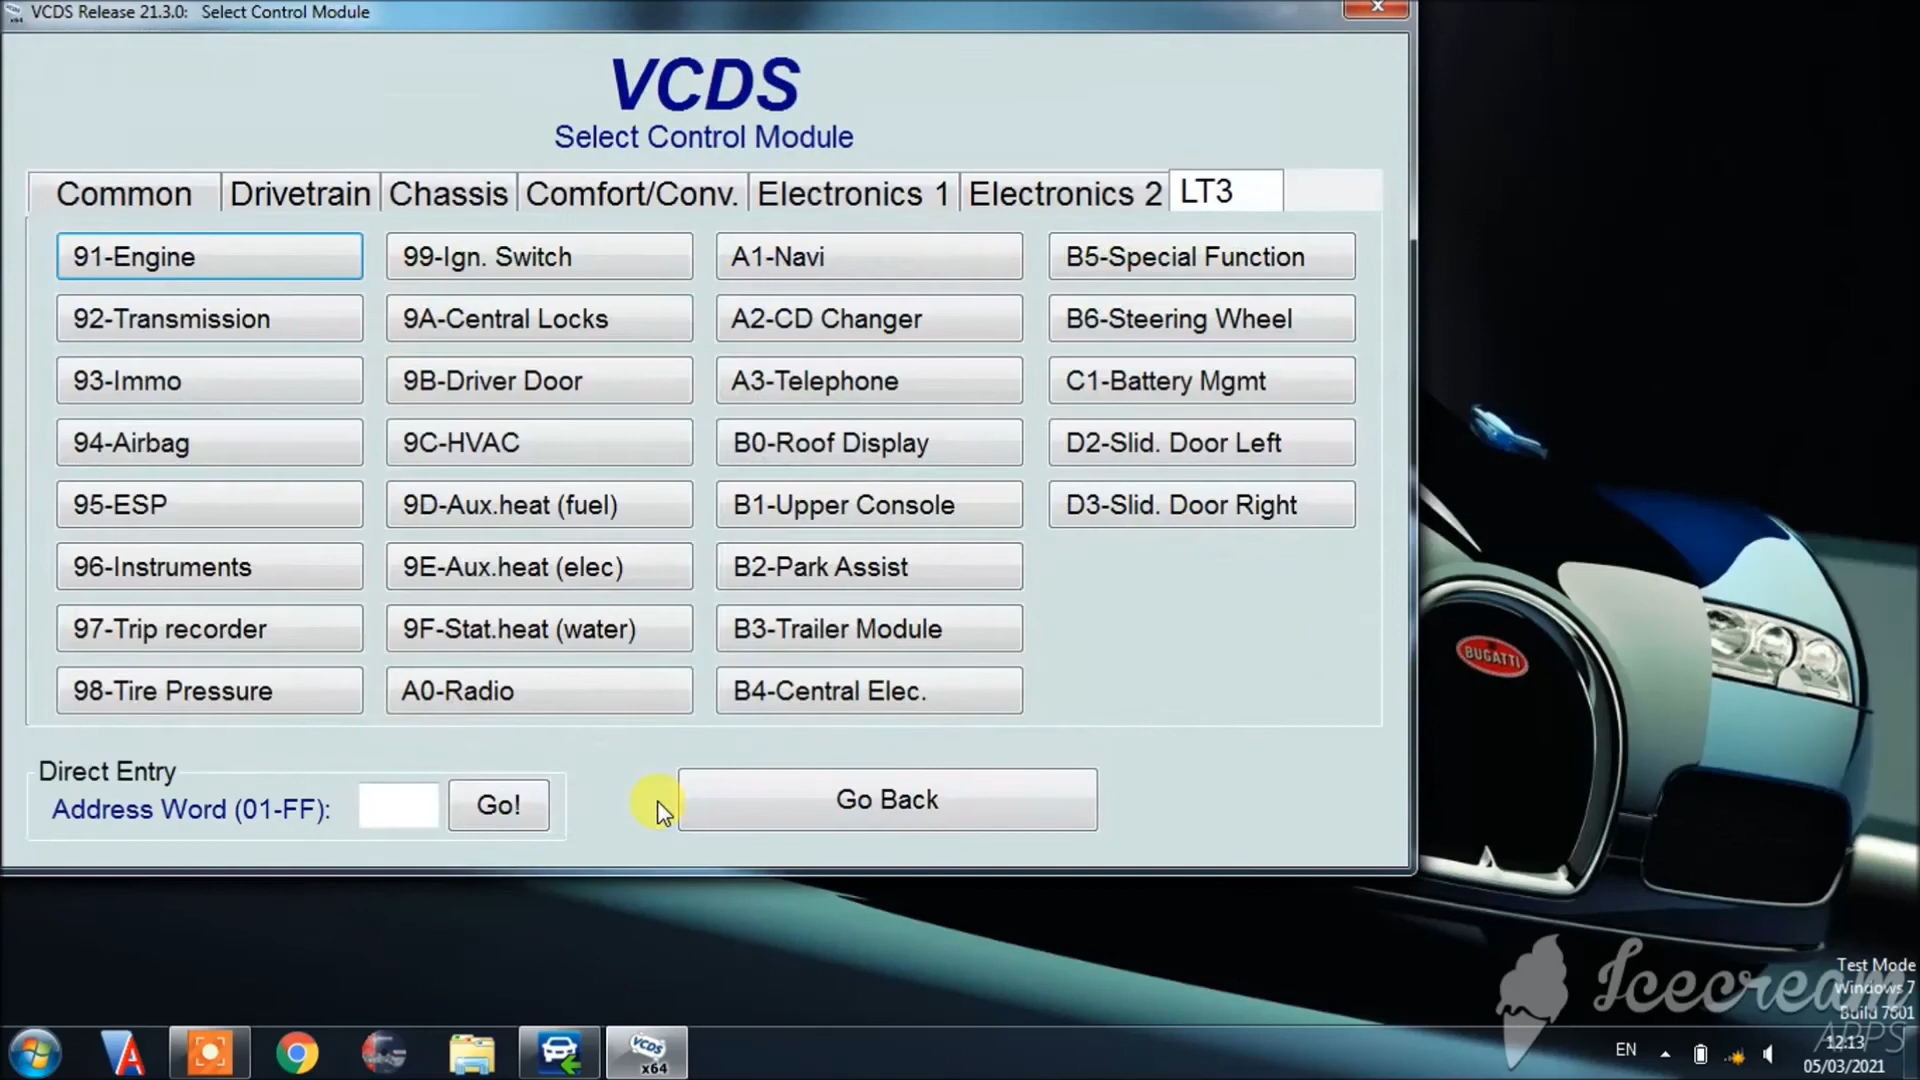 VCDS Release 21.3.0: Select Control Module
x
VCDS
Select Control Module
Common Drivetrain Chassis Comfort/Conv. Electronics 1 Electronics 2 LT3
91-Engine 99-Ign. Switch A1-Navi B5-Special Function
92-Transmission 9A-Central Locks A2-CD Changer B6-Steering Wheel
93-Immo 9B-Driver Door A3-Telephone C1-Battery Mgmt
94-Airbag 9C-HVAC B0-Roof Display D2-Slid. Door Left
95-ESP 9D-Aux.heat (fuel) B1-Upper Console D3-Slid. Door Right
96-Instruments 9E-Aux.heat (elec) B2-Park Assist
97-Trip recorder 9F-Stat.heat (water) B3-Trailer Module
98-Tire Pressure A0-Radio B4-Central Elec.
Direct Entry
Address Word (01-FF): Go! Go Back
BUGATTI
Test Mode
Windows 7
Build 7601
Icecream
APPS
VCDS
x64
EN
12:13
05/03/2021